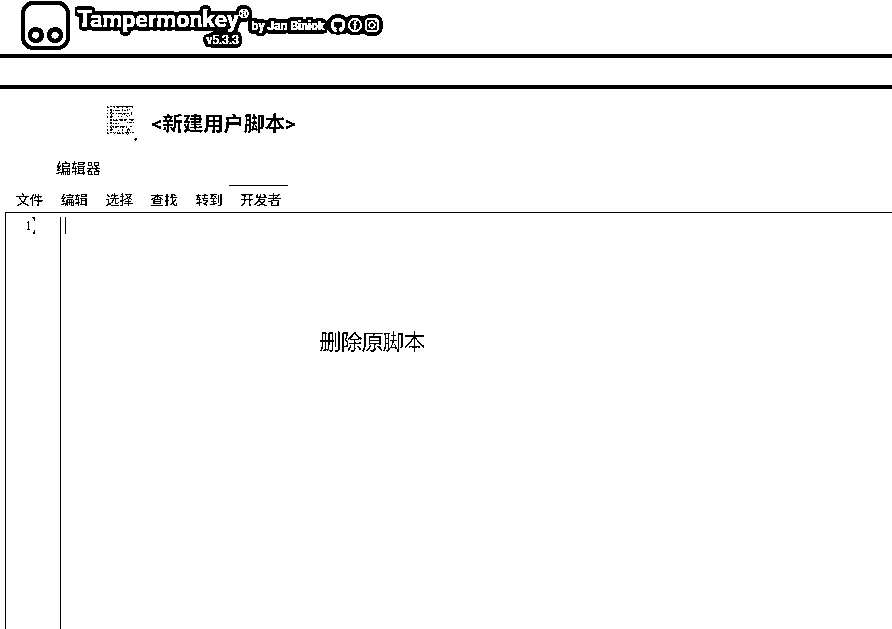 Tampermonkey® by Jan Biniok
v5.3.3
<新建用户脚本>
编辑器
文件 编辑 选择 查找 转到 开发者
1
删除原脚本